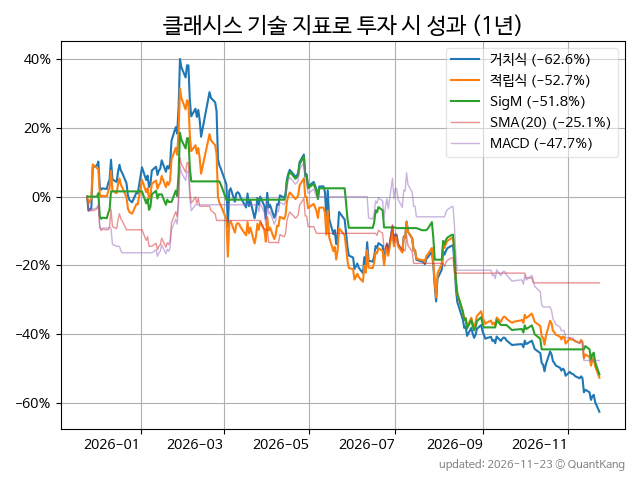 클래시스 기술 지표로 투자 시 성과 (1년)
40%
20%
0%
−20%
−40%
−60%
거치식 (−62.6%)
적립식 (−52.7%)
SigM (−51.8%)
SMA(20) (−25.1%)
MACD (−47.7%)
2026-01
2026-03
2026-05
2026-07
2026-09
2026-11
updated: 2026-11-23 © QuantKang